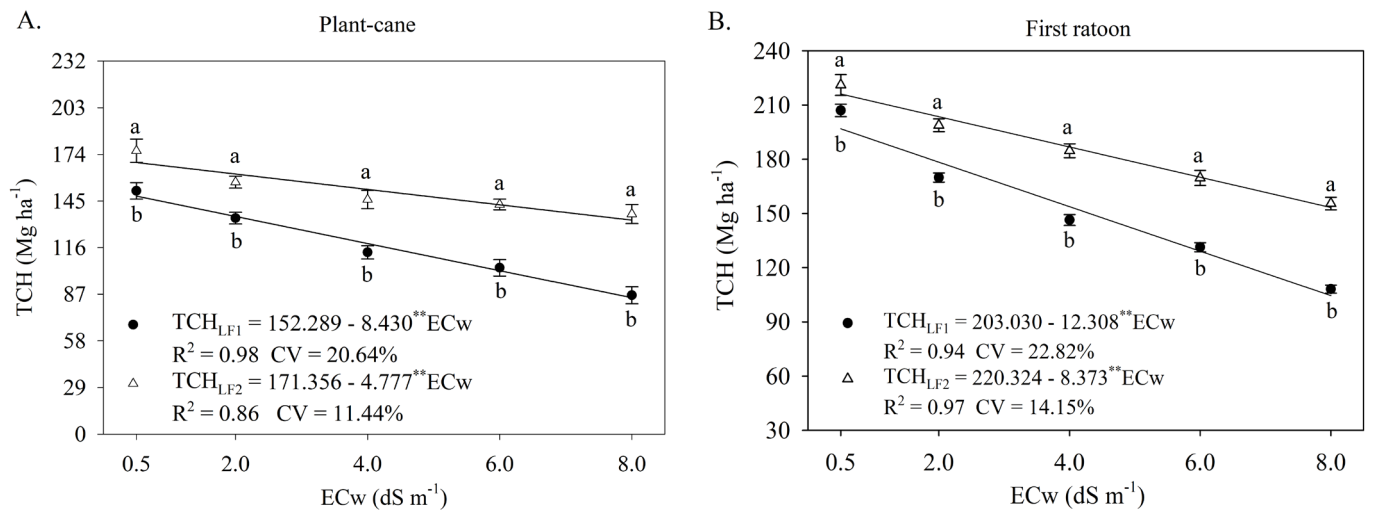 A.
Plant-cane
TCH (Mg ha⁻¹)
232
203
174
145
116
87
58
29
0
a
a
a
a
a
b
b
b
b
b
TCH_LF1 = 152.289 - 8.430**ECw
R² = 0.98 CV = 20.64%
TCH_LF2 = 171.356 - 4.777**ECw
R² = 0.86 CV = 11.44%
0.5 2.0 4.0 6.0 8.0
ECw (dS m⁻¹)
B.
First ratoon
TCH (Mg ha⁻¹)
240
210
180
150
120
90
60
30
a
a
a
a
a
b
b
b
b
b
TCH_LF1 = 203.030 - 12.308**ECw
R² = 0.94 CV = 22.82%
TCH_LF2 = 220.324 - 8.373**ECw
R² = 0.97 CV = 14.15%
0.5 2.0 4.0 6.0 8.0
ECw (dS m⁻¹)